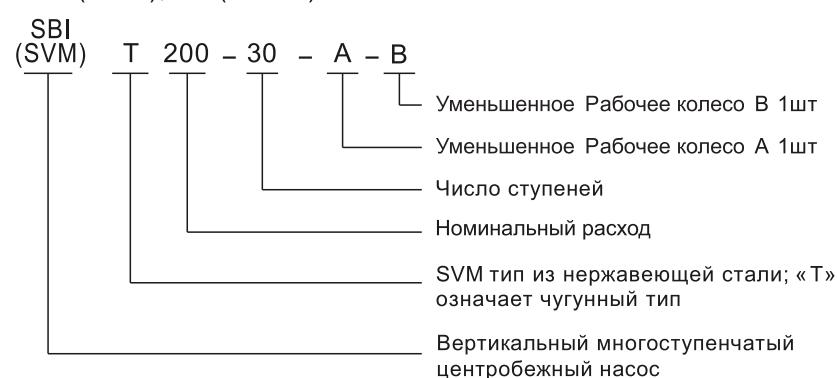 SBI
(SVM) T 200 – 30 – A – B
Уменьшенное Рабочее колесо B 1шт
Уменьшенное Рабочее колесо A 1шт
Число ступеней
Номинальный расход
SVM тип из нержавеющей стали; «T»
означает чугунный тип
Вертикальный многоступенчатый
центробежный насос